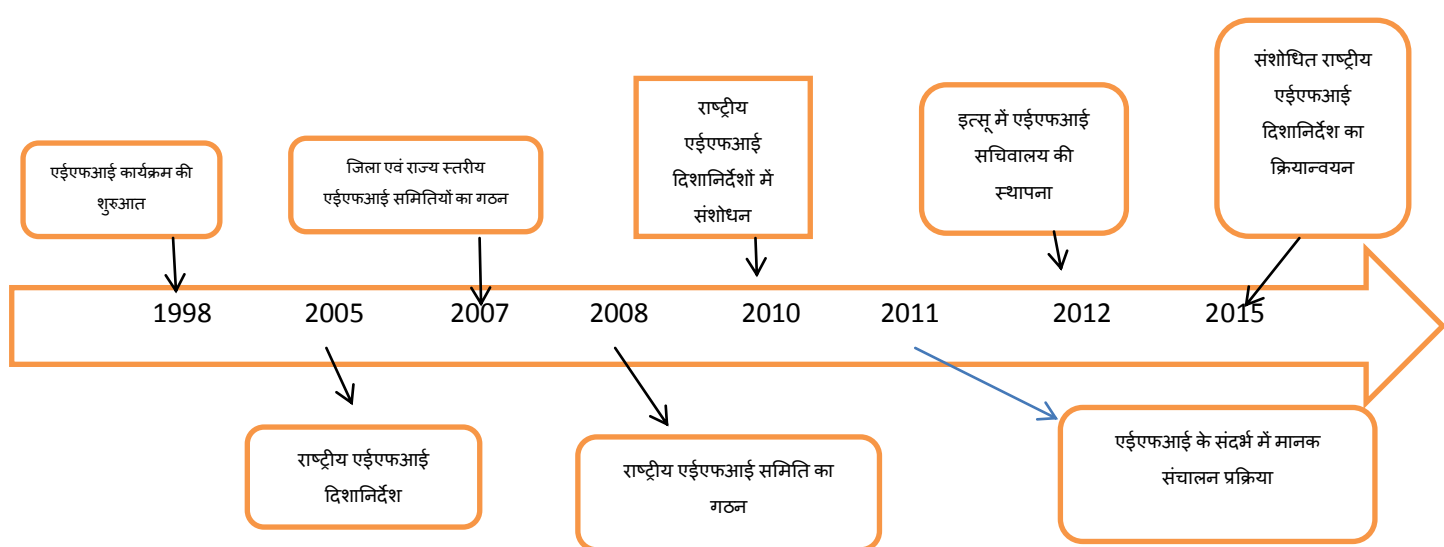 एईएफआई कार्यक्रम की
शुरुआत
जिला एवं राज्य स्तरीय
एईएफआई समितियों का गठन
राष्ट्रीय
एईएफआई
दिशानिर्देशों में
संशोधन
इत्सू में एईएफआई
सचिवालय की
स्थापना
संशोधित राष्ट्रीय
एईएफआई
दिशानिर्देश का
क्रियान्वयन
1998 2005 2007 2008 2010 2011 2012 2015
राष्ट्रीय एईएफआई
दिशानिर्देश
राष्ट्रीय एईएफआई समिति का
गठन
एईएफआई के संदर्भ में मानक
संचालन प्रक्रिया